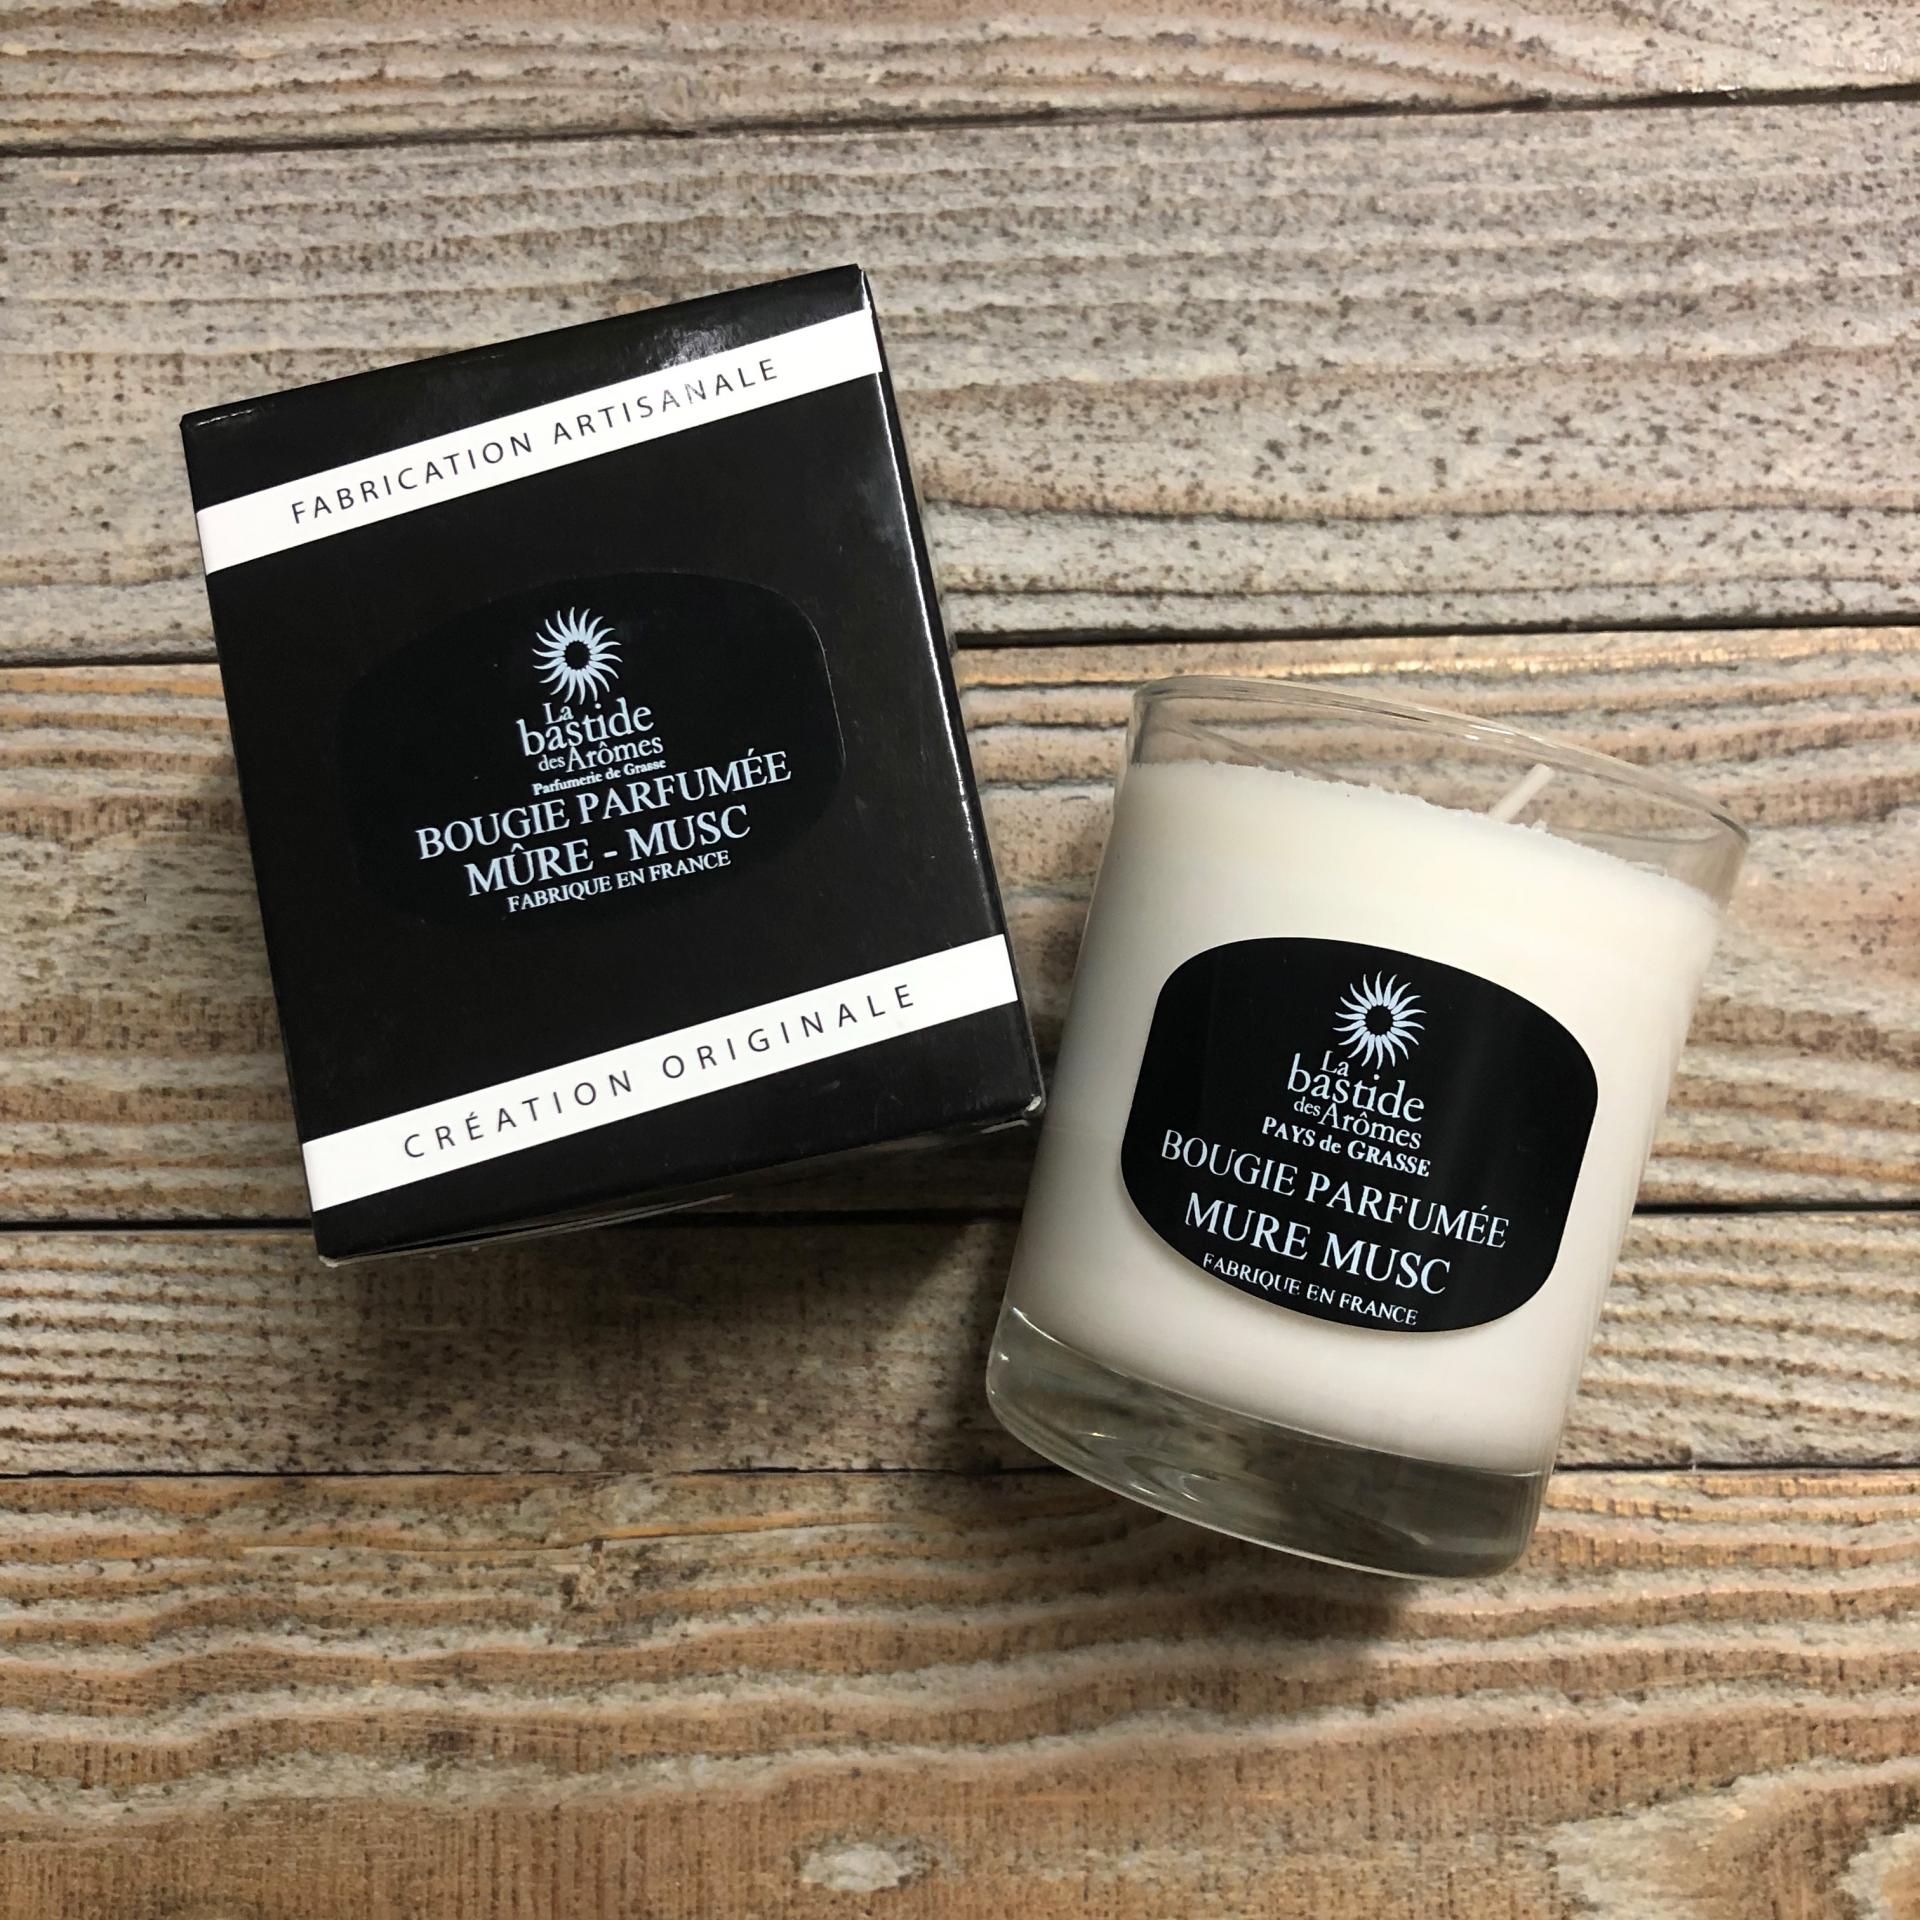 FABRICATION ARTISANALE
La
bastide
des Arômes
Parfumerie de Grasse
BOUGIE PARFUMÉE
MÛRE - MUSC
FABRIQUE EN FRANCE
CRÉATION ORIGINALE
La
bastide
des Arômes
PAYS de GRASSE
BOUGIE PARFUMÉE
MURE MUSC
FABRIQUE EN FRANCE